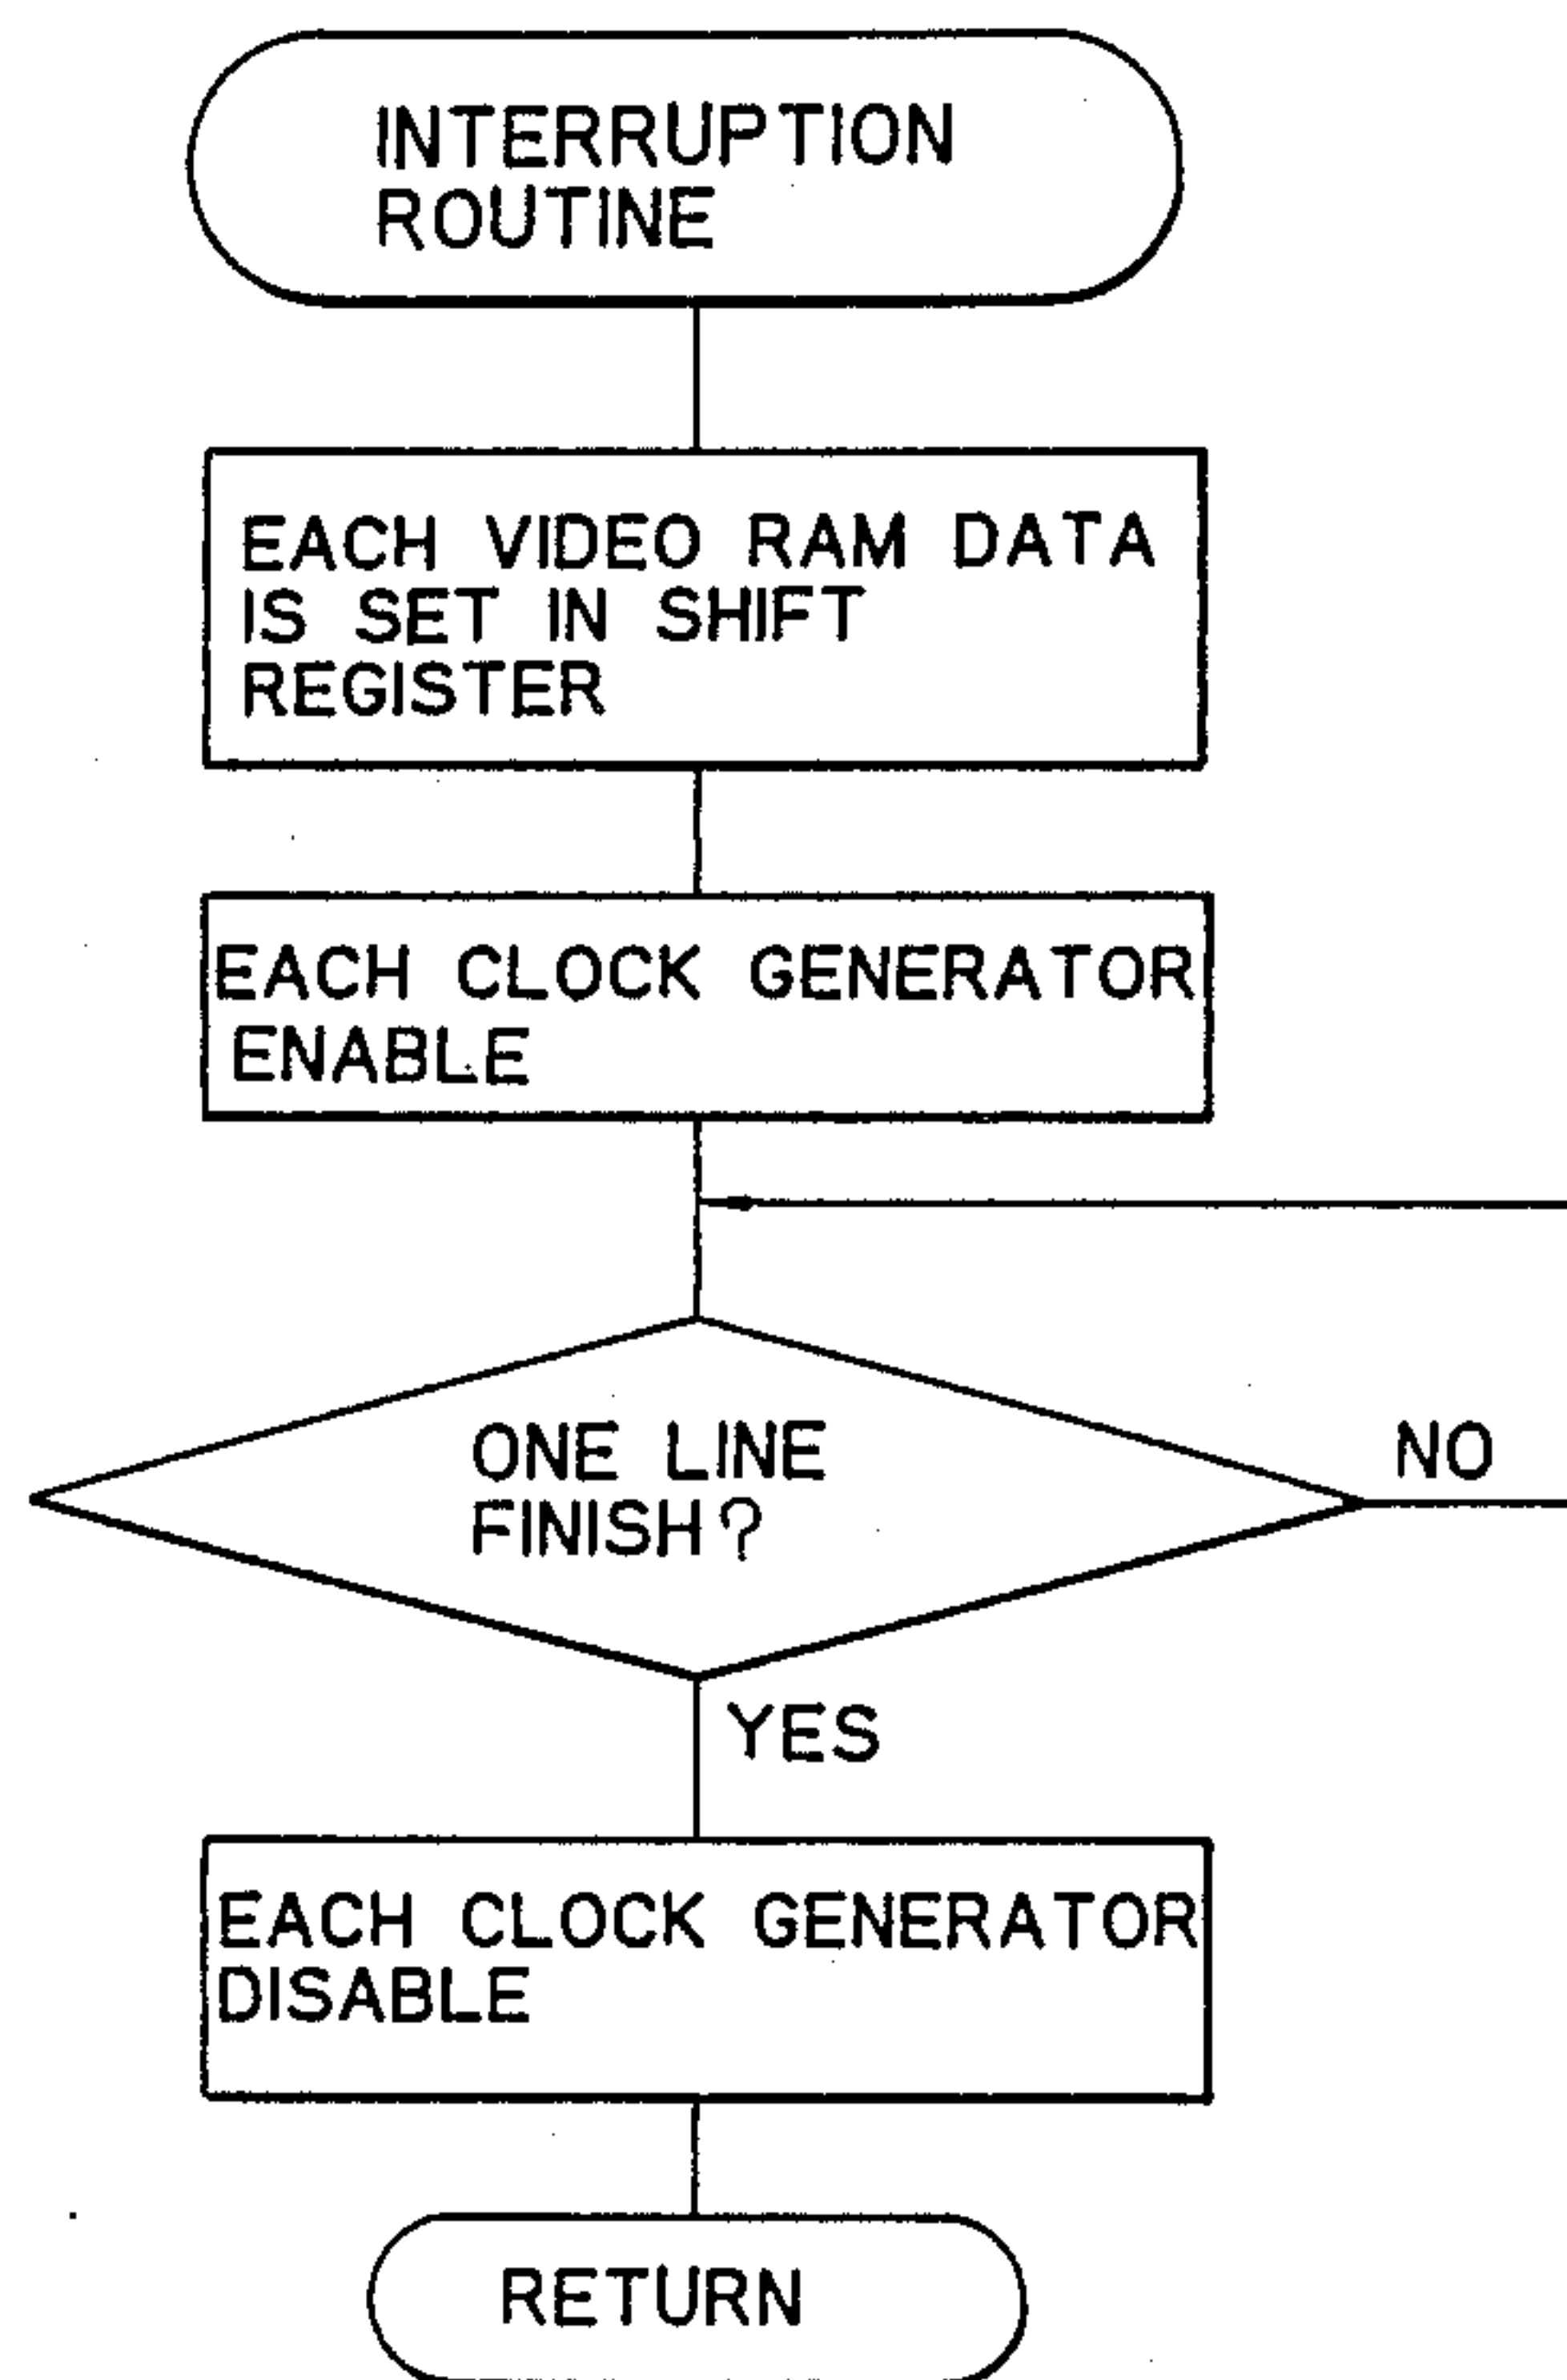 INTERRUPTION
ROUTINE
EACH VIDEO RAM DATA
IS SET IN SHIFT
REGISTER
EACH CLOCK GENERATOR
ENABLE
ONE LINE
FINISH?
NO
YES
EACH CLOCK GENERATOR
DISABLE
RETURN